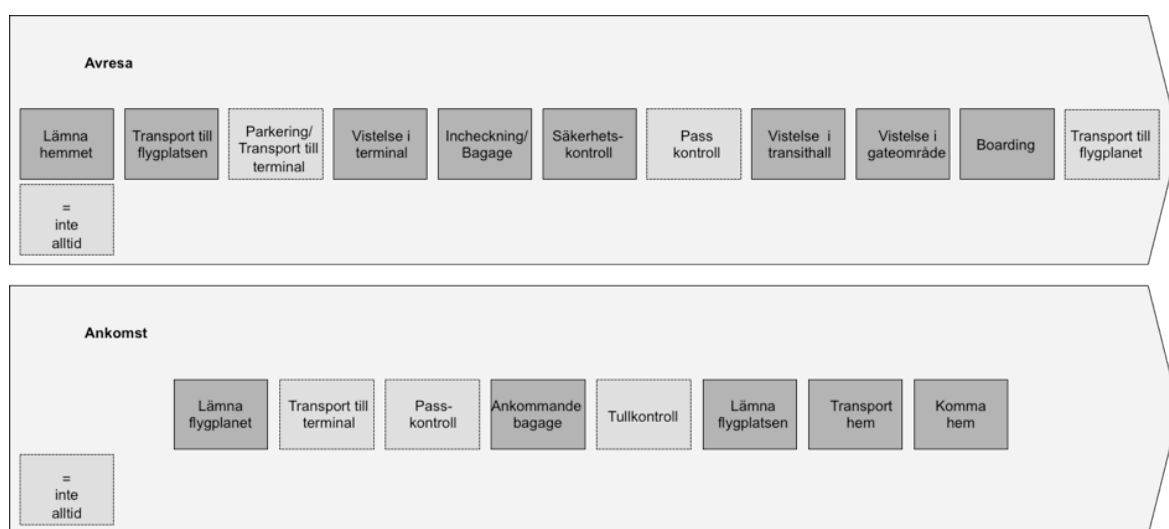 Avresa
Lämna
hemmet
Transport till
flygplatsen
Parkering/
Transport till
terminal
Vistelse i
terminal
Incheckning/
Bagage
Säkerhets-
kontroll
Pass
kontroll
Vistelse i
transithall
Vistelse i
gateområde
Boarding
Transport till
flygplanet
=
inte
alltid
Ankomst
Lämna
flygplanet
Transport till
terminal
Pass-
kontroll
Ankommande
bagage
Tullkontroll
Lämna
flygplatsen
Transport
hem
Komma
hem
=
inte
alltid